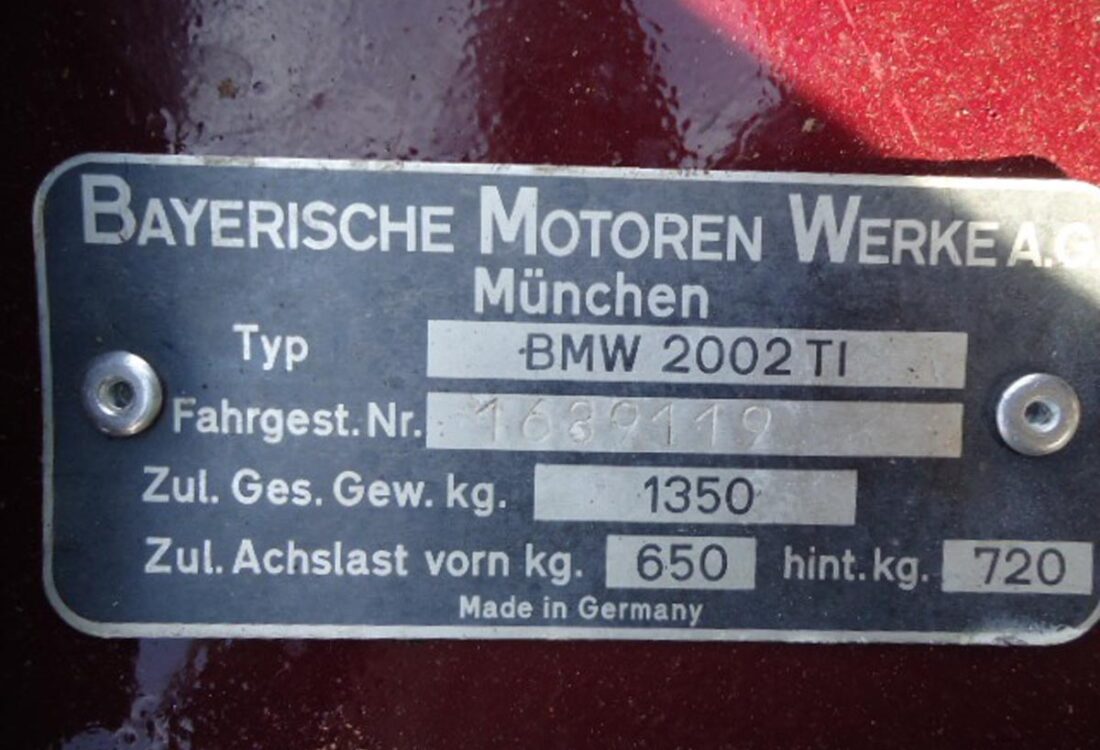 BAYERISCHE MOTOREN WERKE A.G.
München
Typ BMW 2002 TI
Fahrgest. Nr. 1639119
Zul. Ges. Gew. kg. 1350
Zul. Achslast vorn kg. 650 hint. kg. 720
Made in Germany